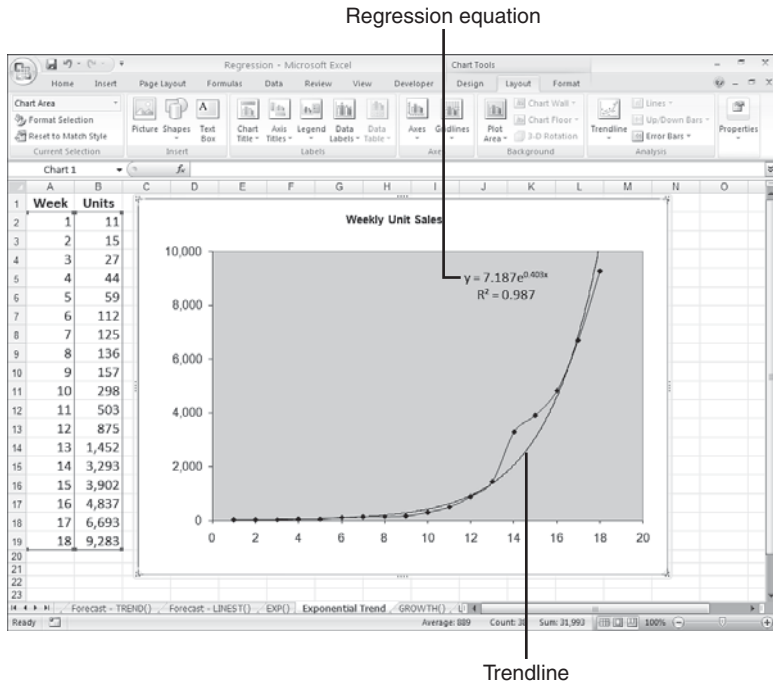 Regression equation
Regression - Microsoft Excel
Chart Tools
Home Insert Page Layout Formulas Data Review View Developer Design Layout Format
Chart Area
Format Selection
Reset to Match Style
Current Selection
Picture Shapes Text Box
Insert
Chart Title Axis Titles Legend Data Labels Data Table
Labels
Axes Gridlines
Axes
Plot Area
Chart Wall
Chart Floor
3-D Rotation
Background
Trendline
Lines
Up/Down Bars
Error Bars
Analysis
Properties
Chart 1 fx
A B C D E F G H I J K L M N O
1 Week Units
2 1 11
3 2 15
4 3 27
5 4 44
6 5 59
7 6 112
8 7 125
9 8 136
10 9 157
11 10 298
12 11 503
13 12 875
14 13 1,452
15 14 3,293
16 15 3,902
17 16 4,837
18 17 6,693
19 18 9,283
20
21
22
23
Weekly Unit Sales
10,000
8,000
6,000
4,000
2,000
0
0 2 4 6 8 10 12 14 16 18 20
y = 7.187e^0.403x
R² = 0.987
Forecast - TREND() Forecast - LINEST() EXP() Exponential Trend GROWTH()
Ready
Average: 889 Sum: 31,993 100%
Trendline